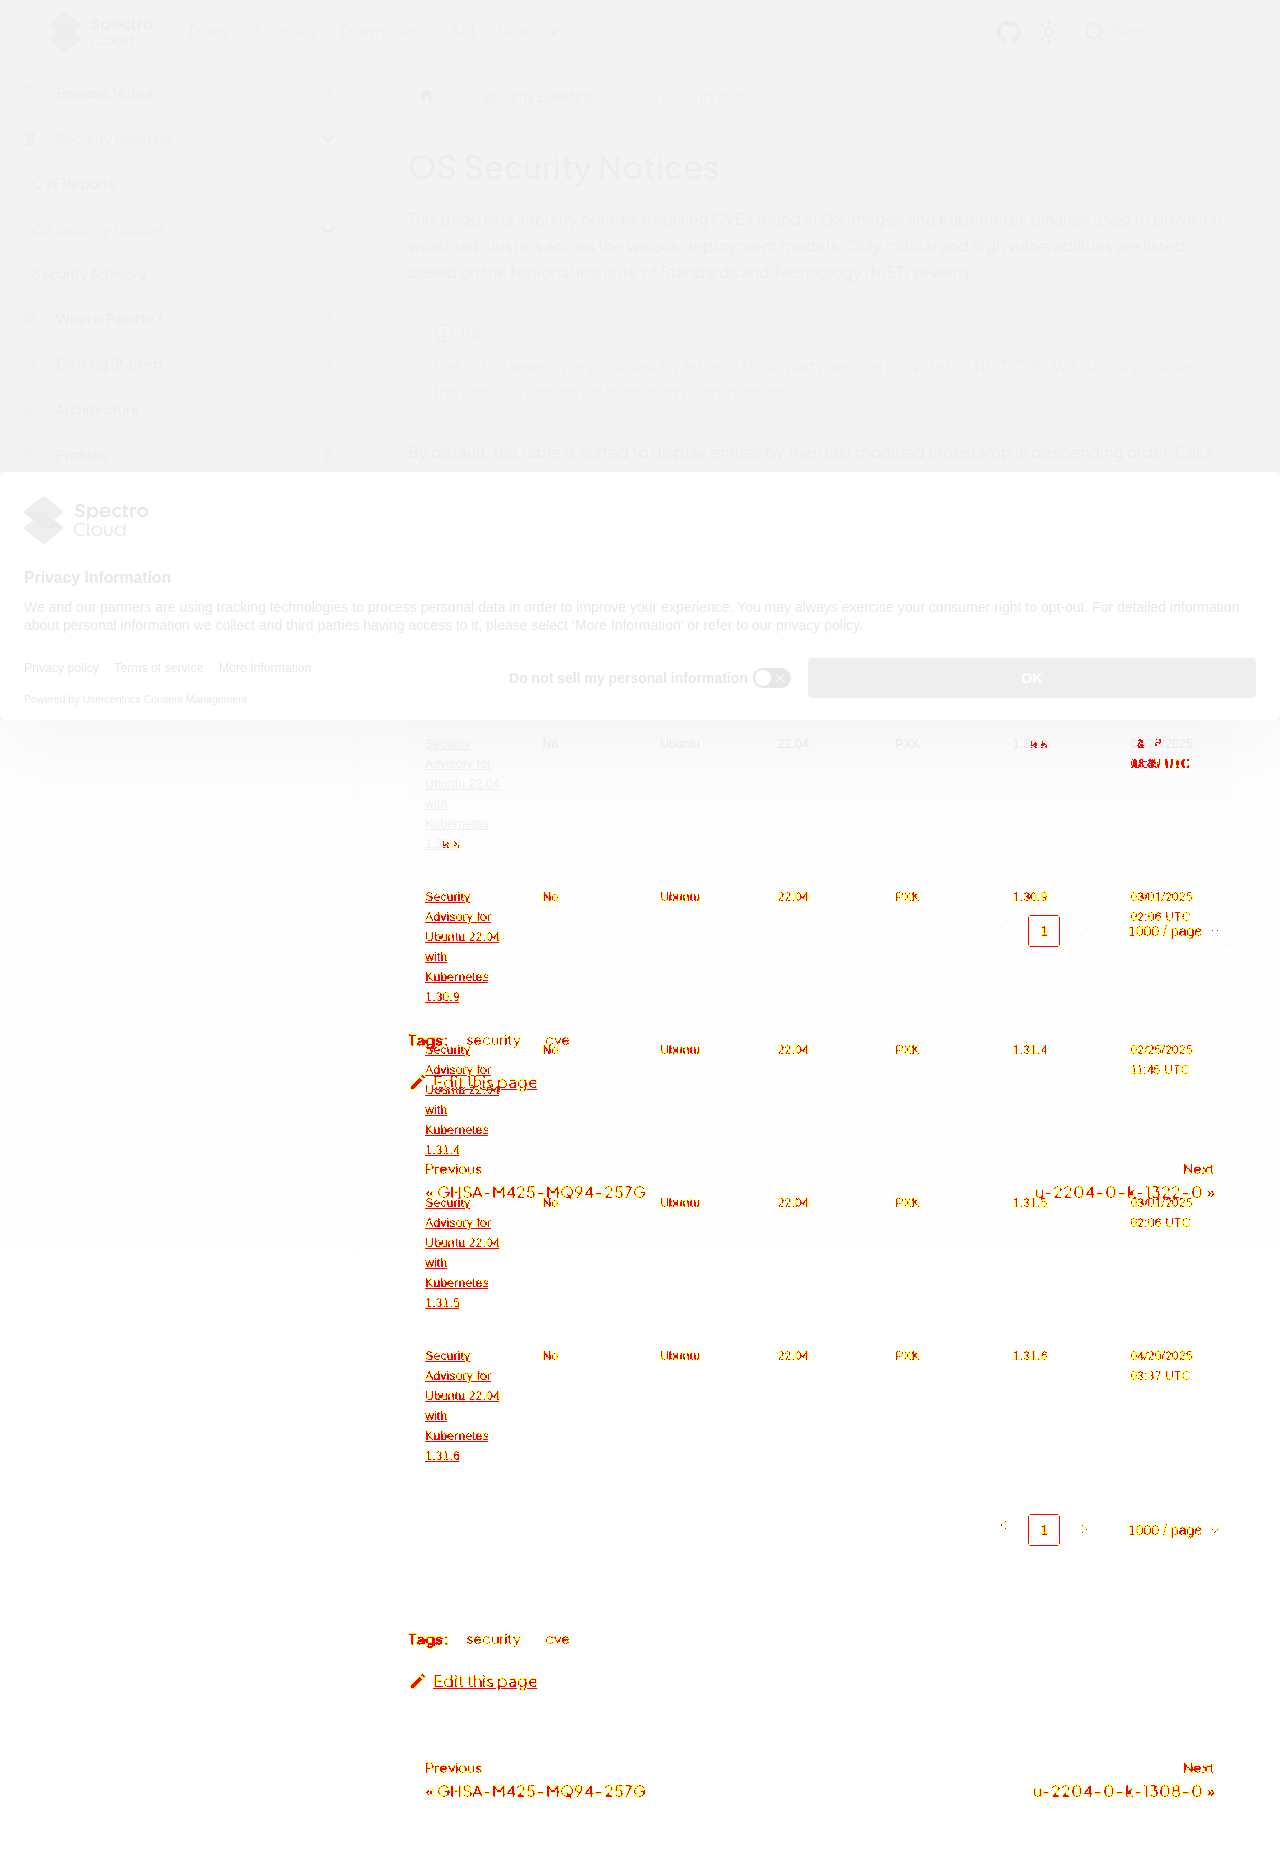 Spectro Cloud
Docs Tutorials Downloads API latest
Search
Release Notes
Security Bulletins
CVE Reports
OS Security Notices
Security Advisory
What is Palette?
Getting Started
Architecture
Profiles
Security Bulletins
OS Security Notices
OS Security Notices
This page lists security notices detailing CVEs found in OS images and Kubernetes binaries used to provision
workload clusters across the various deployment models. Only critical and high vulnerabilities are listed
based on the National Institute of Standards and Technology (NIST) severity.
INFO
The CVSS severity is provided by either a third-party service provider, or NIST CVE. We do not provide
the criticality score for third-party components.
By default, the table is sorted to display entries by their last modified timestamp in descending order. Click
Spectro
Cloud
Privacy Information
We and our partners are using tracking technologies to process personal data in order to improve your experience. You may always exercise your consumer right to opt-out. For detailed information
about personal information we collect and third parties having access to it, please select 'More Information' or refer to our privacy policy.
Privacy policy Terms of service More Information
Do not sell my personal information
OK
Powered by Usercentrics Consent Management
Security No Ubuntu 22.04 PXK
Advisory for
Ubuntu 22.04
with
Kubernetes
Security No Ubuntu 22.04 PXK 1.30.9 03/01/2025
Advisory for 02:06 UTC
Ubuntu 22.04
1 1000 / page
with
Kubernetes
1.30.9
Tags: security cve
Security No Ubuntu 22.04 PXK 1.31.4 02/25/2025
Advisory for 11:45 UTC
Edit this page
Ubuntu 22.04
with
Kubernetes
1.31.4
Previous Next
« GHSA-M425-MQ94-257G u-2204-0-k-1322-0 »
Security No Ubuntu 22.04 PXK 1.31.5 03/01/2025
Advisory for 02:06 UTC
Ubuntu 22.04
with
Kubernetes
1.31.5
Security No Ubuntu 22.04 PXK 1.31.6 04/20/2025
Advisory for 03:37 UTC
Ubuntu 22.04
with
Kubernetes
1.31.6
1 1000 / page
Tags: security cve
Edit this page
Previous Next
« GHSA-M425-MQ94-257G u-2204-0-k-1308-0 »